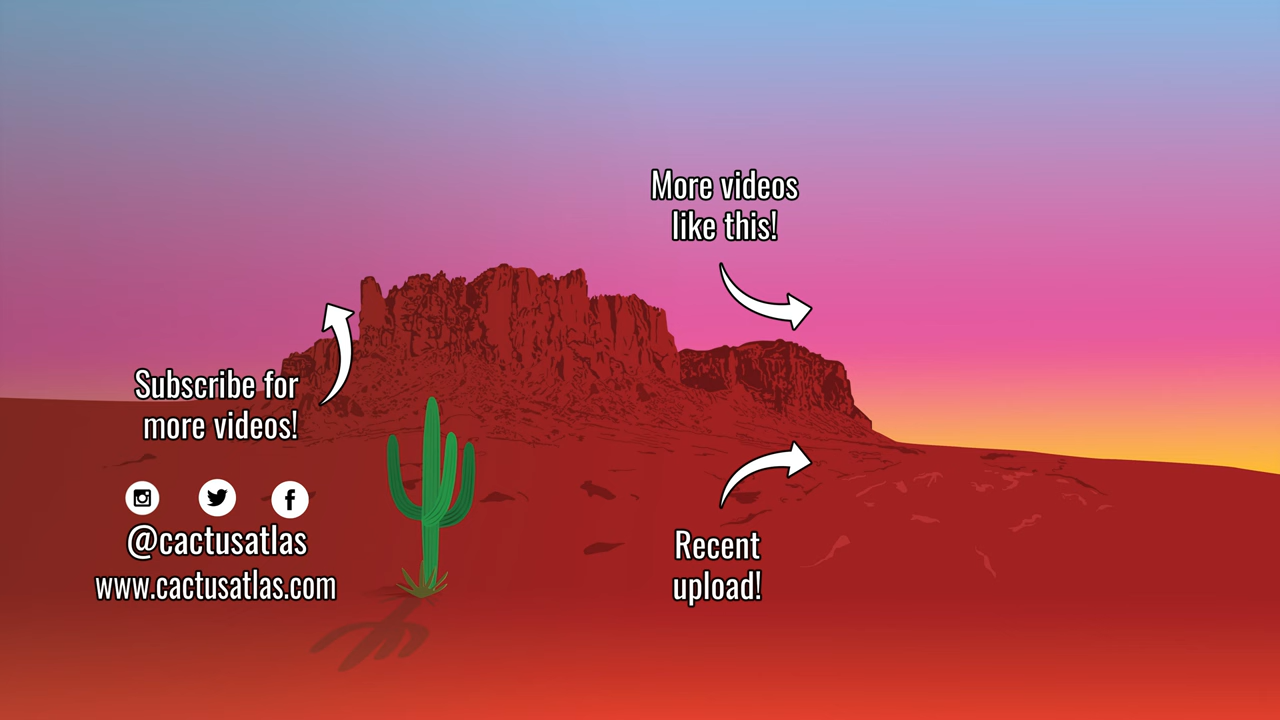 More videos
like this!
Subscribe for
more videos!
@cactusatlas
www.cactusatlas.com
Recent
upload!